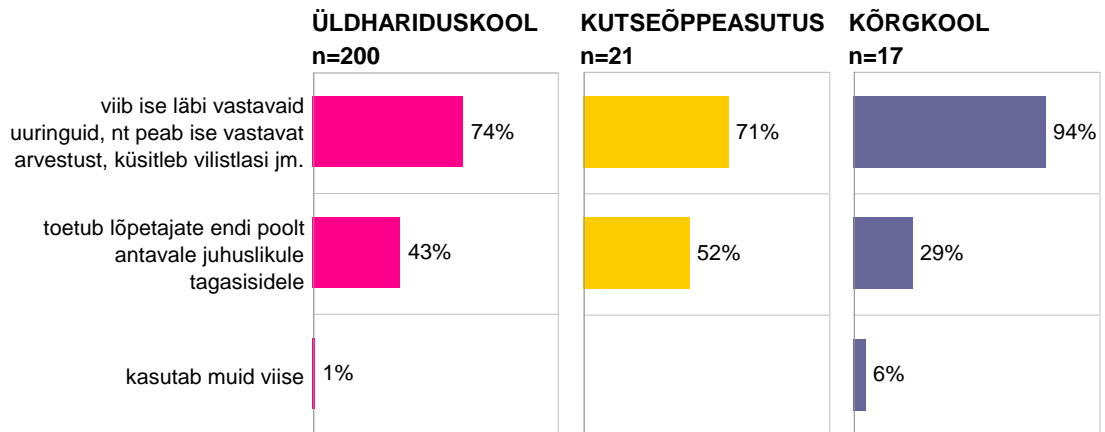 ÜLDHARIDUSKOOL KUTSEÕPPEASUTUS KÕRGKOOL
n=200 n=21 n=17
viib ise läbi vastavaid
uuringuid, nt peab ise vastavat
arvestust, küsitleb vilistlasi jm.
74% 71% 94%
toetub lõpetajate endi poolt
antavale juhuslikule
tagasisidele
43% 52% 29%
kasutab muid viise
1% 6%